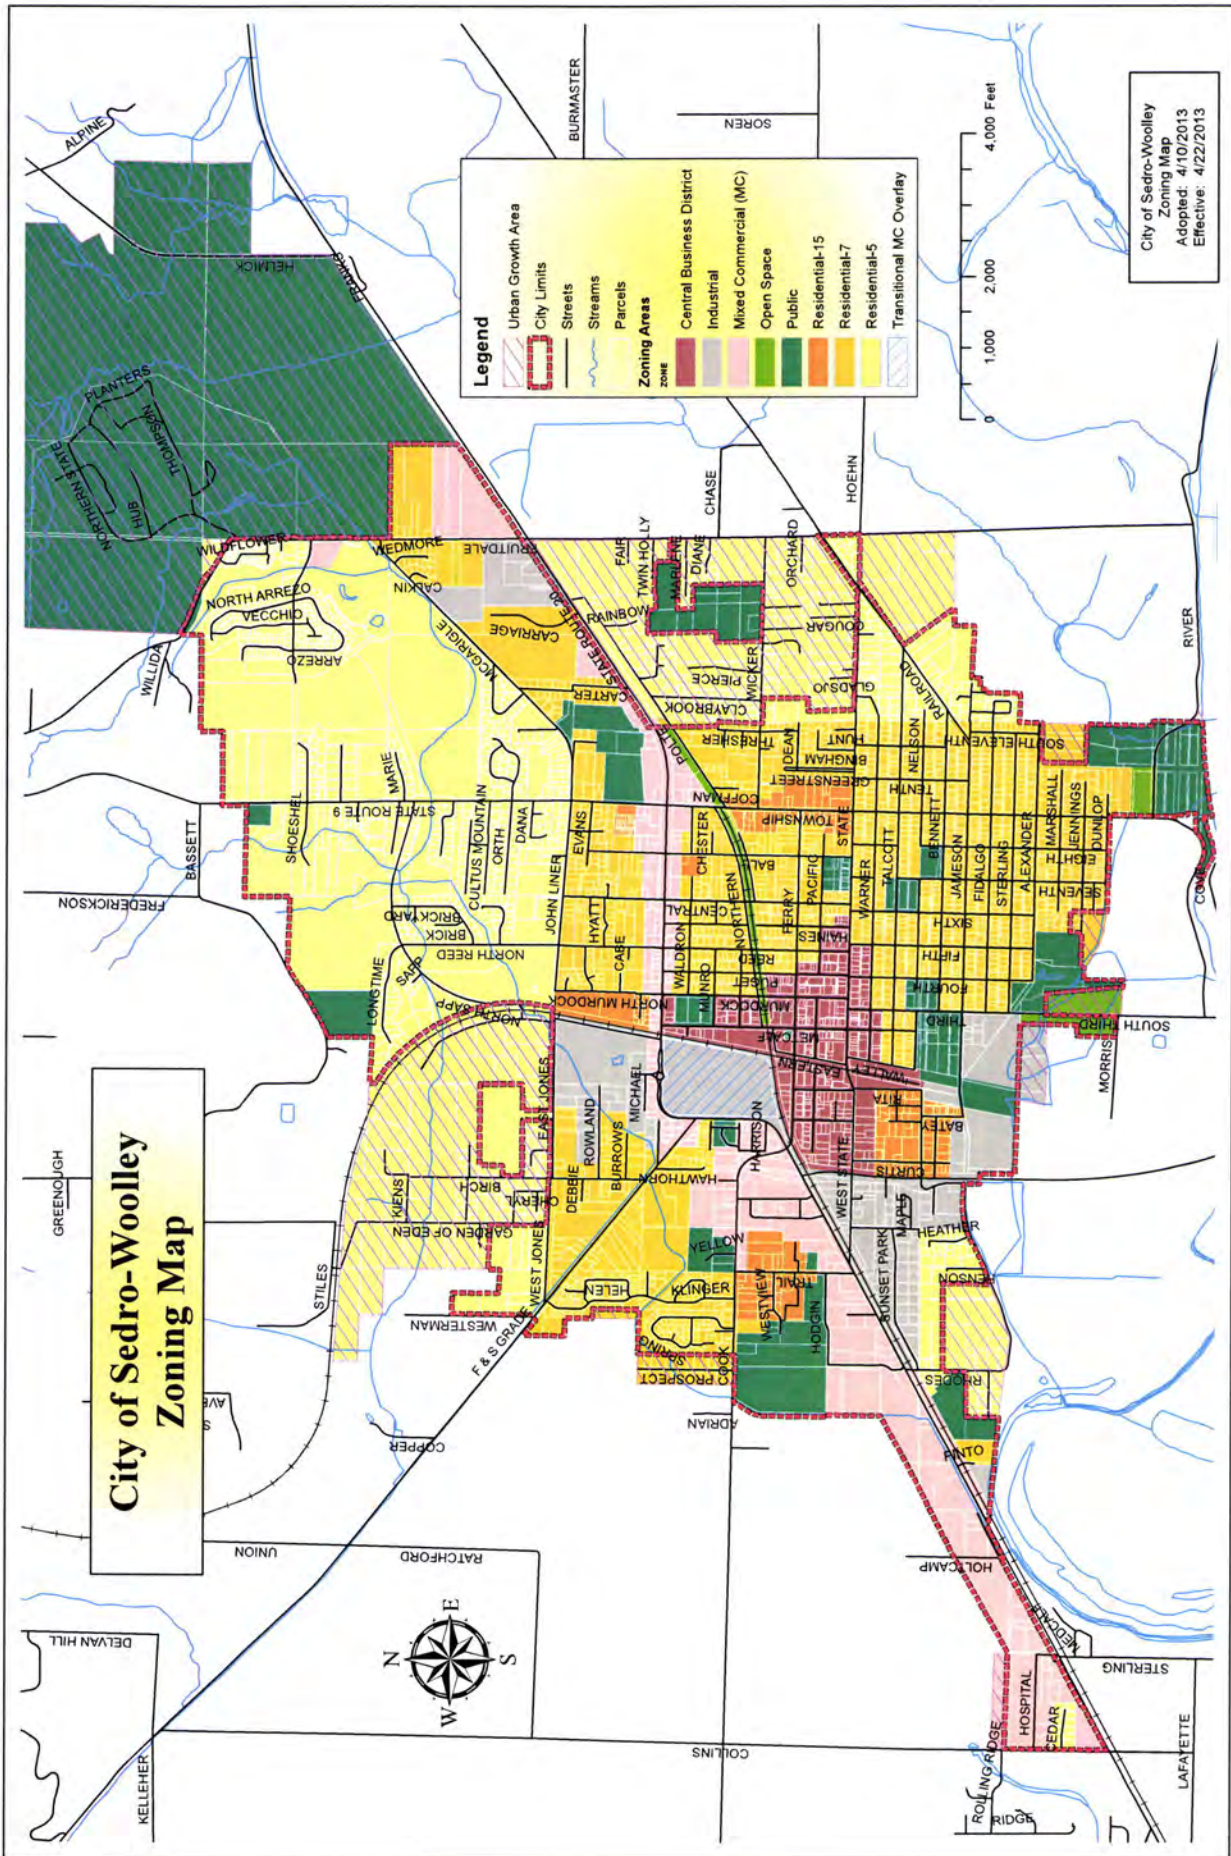 City of Sedro-Woolley
Zoning Map
Legend
Urban Growth Area
City Limits
Streets
Streams
Parcels
Zoning Areas
ZONE
Central Business District
Industrial
Mixed Commercial (MC)
Open Space
Public
Residential-15
Residential-7
Residential-5
Transitional MC Overlay
0
1,000
2,000
4,000 Feet
City of Sedro-Woolley
Zoning Map
Adopted: 4/10/2013
Effective: 4/22/2013
N
E
S
W
KELLEHER
DELVAN HILL
UNION
RATCHFORD
COPPER
AVE
S
STILES
GREENOUGH
WESTERMAN
F & S GRADE
WEST JONES
GARDEN OF EDEN
KIENS
BIRCH
CHERYL
EAST JONES
LONGTIME
SAPP
NORTH SAPP
FREDERICKSON
BASSETT
BRICKYARD
BRICK
NORTH REED
SHOESHEL
MARIE
STATE ROUTE 9
CULTUS MOUNTAIN
ORTH
DANA
JOHN LINER
WILLIDA
NORTH ARREZO
VECCHIO
ARREZO
WILDFLOWER
MCGARIGLE
WEDMORE
CALKIN
FRUITDALE
CARRIAGE
CARTER
STATE ROUTE 20
ROUTE
NORTHERN STATE
HUB
THOMPSON
PLANTERS
HELMICK
FRANKS
ALPINE
BURMASTER
SOREN
FAIR
TWIN HOLLY
MARLENE
DIANE
CHASE
RAINBOW
ORCHARD
COUGAR
HOEHN
PIERCE
WICKER
CLAYBROOK
GLADSJO
RAILROAD
THRESHER
DEAN
HUNT
BINGHAM
GREENSTREET
COFFMAN
TOWNSHIP
TENTH
NELSON
SOUTH ELEVENTH
EVANS
HYATT
CABE
NORTH MURDOCK
CHESTER
BALL
CENTRAL
NORTHERN
WALDRON
MUNRO
REED
PUGET
MURDOCK
METCALF
EASTERN
FERRY
PACIFIC
STATE
HAINES
WARNER
TALCOTT
BENNETT
JAMESON
FIDALGO
STERLING
ALEXANDER
MARSHALL
JENNINGS
DUNLOP
EIGHTH
SEVENTH
SIXTH
FIFTH
FOURTH
THIRD
SOUTH THIRD
MORRIS
COVE
RIVER
DEBBIE
ROWLAND
BURROWS
MICHAEL
HAWTHORN
HARRISON
YELLOW
HELEN
KLINGER
SPRING
PROSPECT
COOK
ADRIAN
WESTVIEW
TRAIL
HODGIN
WEST STATE
W VALLEY
RITA
BATEY
CURTIS
MAPLE
HEATHER
SUNSET PARK
HENSON
RHODES
PINTO
HOLTCAMP
COLLINS
MEDCALF
STERLING
HOSPITAL
CEDAR
ROLLING RIDGE
RIDGE
LAFAYETTE